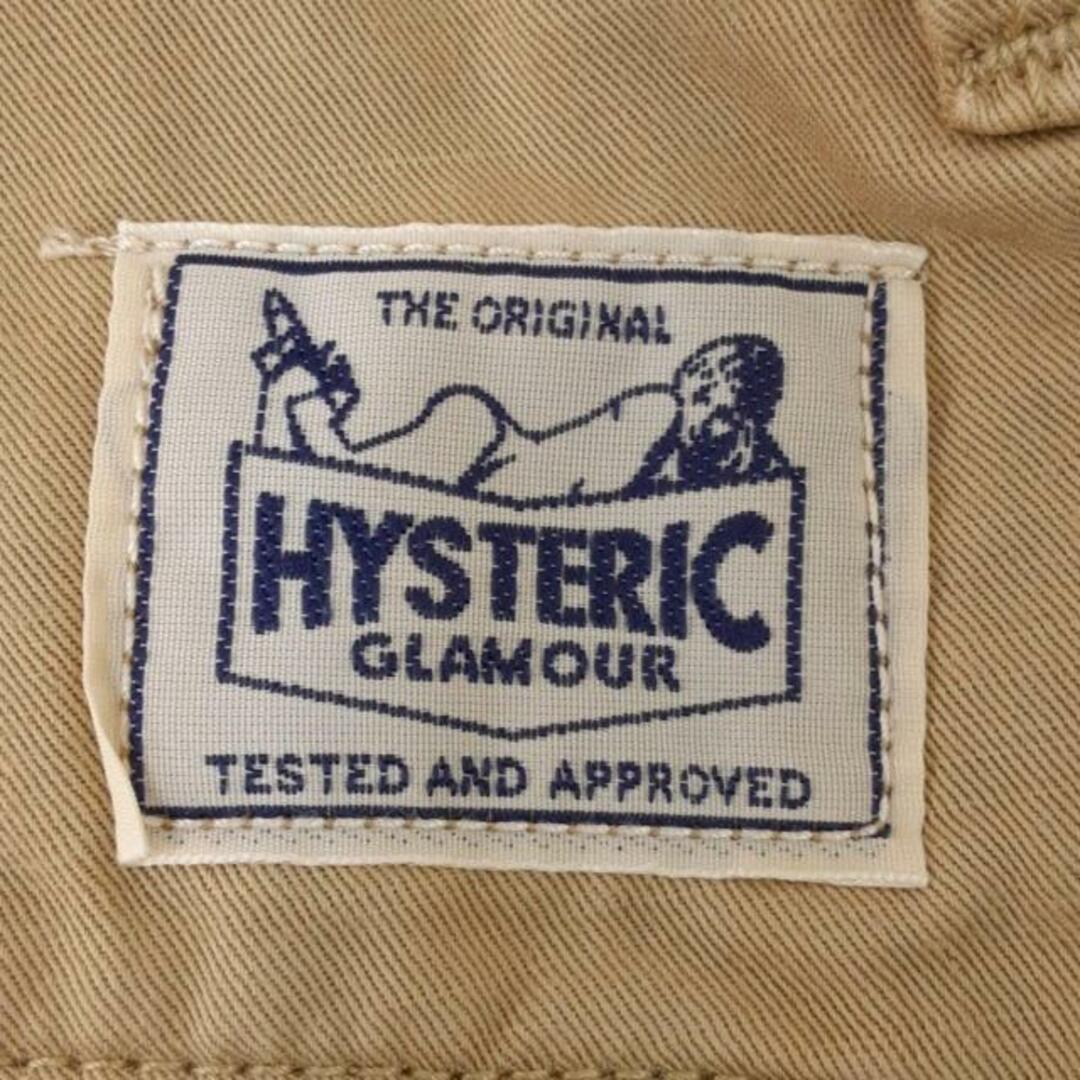 THE ORIGINAL
HYSTERIC
GLAMOUR
TESTED AND APPROVED